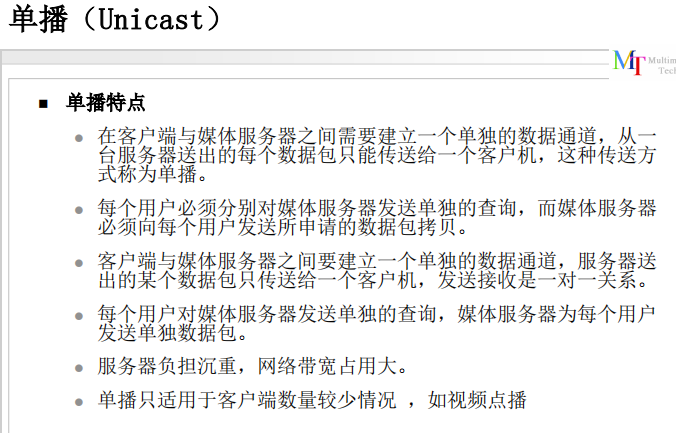 单播（Unicast）
MT Multim
Tech
■ 单播特点
● 在客户端与媒体服务器之间需要建立一个单独的数据通道，从一
台服务器送出的每个数据包只能传送给一个客户机，这种传送方
式称为单播。
● 每个用户必须分别对媒体服务器发送单独的查询，而媒体服务器
必须向每个用户发送所申请的数据包拷贝。
● 客户端与媒体服务器之间要建立一个单独的数据通道，服务器送
出的某个数据包只传送给一个客户机，发送接收是一对一关系。
● 每个用户对媒体服务器发送单独的查询，媒体服务器为每个用户
发送单独数据包。
● 服务器负担沉重，网络带宽占用大。
● 单播只适用于客户端数量较少情况 ，如视频点播